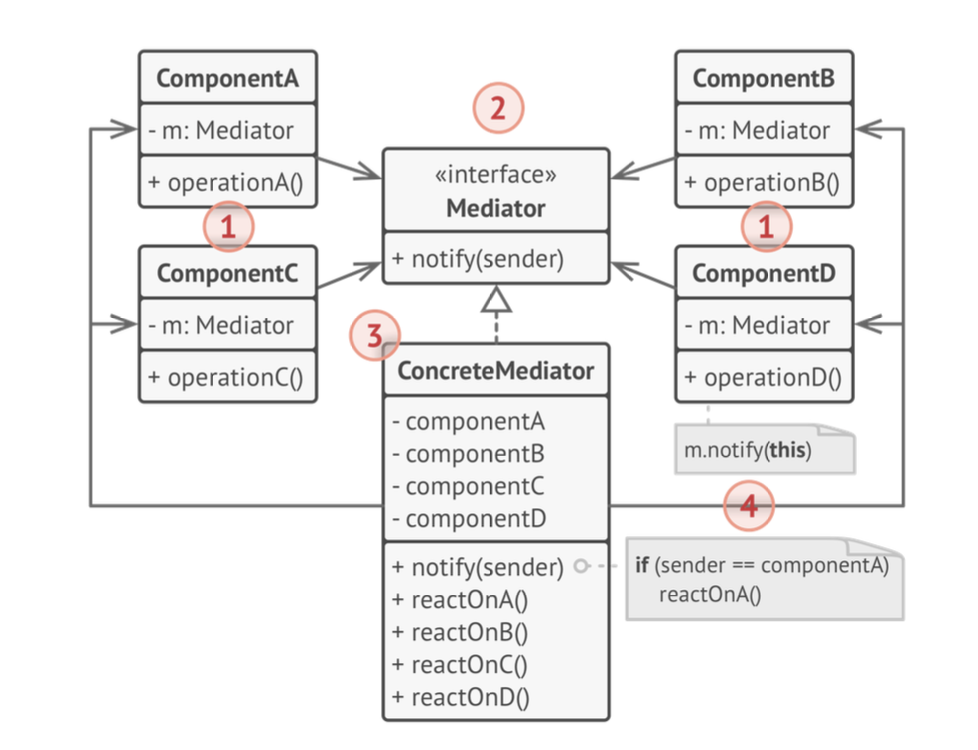 ComponentA
- m: Mediator
+ operationA()
1
ComponentC
- m: Mediator
+ operationC()
2
«interface»
Mediator
+ notify(sender)
3
ConcreteMediator
- componentA
- componentB
- componentC
- componentD
+ notify(sender)
+ reactOnA()
+ reactOnB()
+ reactOnC()
+ reactOnD()
ComponentB
- m: Mediator
+ operationB()
1
ComponentD
- m: Mediator
+ operationD()
m.notify(this)
4
if (sender == componentA)
reactOnA()